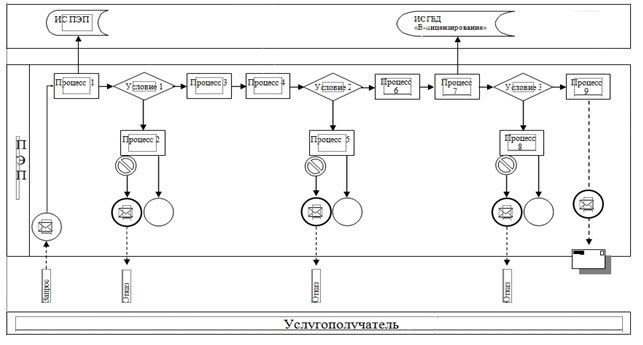 ИС ПЭП
ИС ГБД
«Е-лицензирование»
Процесс 1
Условие 1
Процесс 3
Процесс 4
Условие 2
Процесс
6
Процесс
7
Условие 3
Процесс
9
Процесс 2
Процесс 5
Процесс
8
ПЭП
Запрос
Отказ
Отказ
Отказ
Услугополучатель